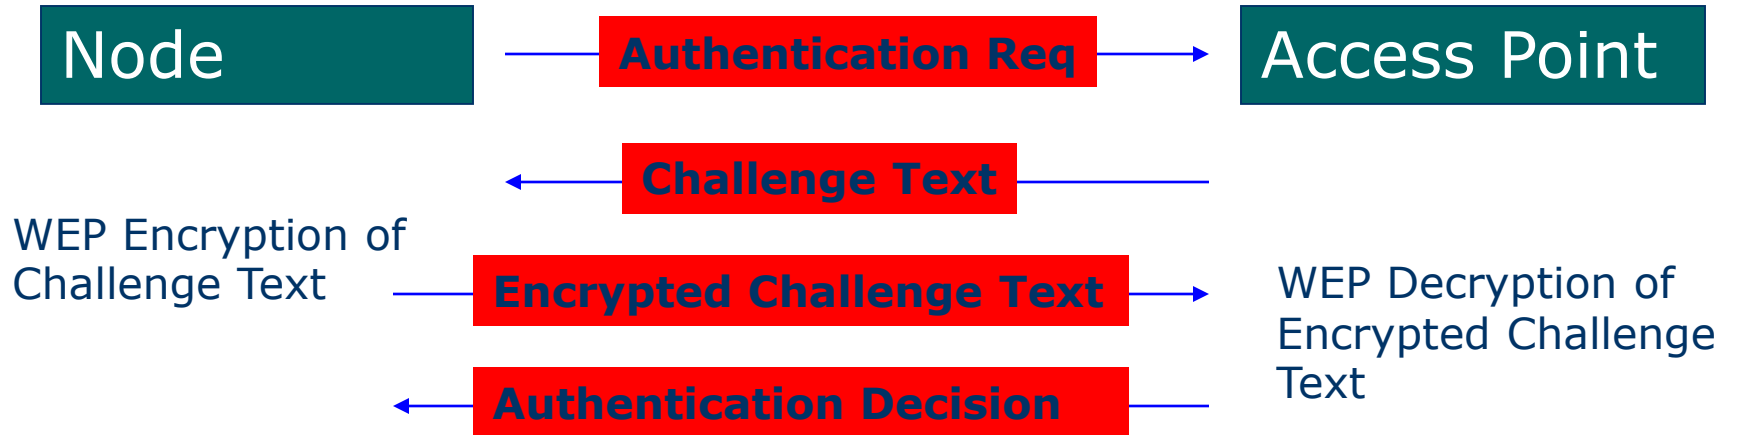 Node
Authentication Req
Access Point
Challenge Text
WEP Encryption of
Challenge Text
Encrypted Challenge Text
WEP Decryption of
Encrypted Challenge
Text
Authentication Decision